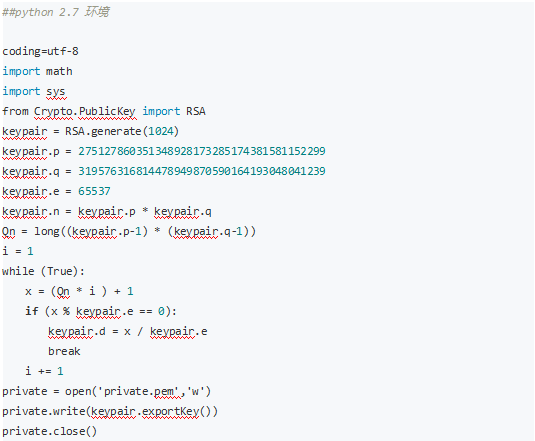 ##python 2.7 环境
coding=utf-8
import math
import sys
from Crypto.PublicKey import RSA
keypair = RSA.generate(1024)
keypair.p = 275127860351348928173285174381581152299
keypair.q = 319576316814478949870590164193048041239
keypair.e = 65537
keypair.n = keypair.p * keypair.q
Qn = long((keypair.p-1) * (keypair.q-1))
i = 1
while (True):
    x = (Qn * i ) + 1
    if (x % keypair.e == 0):
        keypair.d = x / keypair.e
        break
    i += 1
private = open('private.pem','w')
private.write(keypair.exportKey())
private.close()